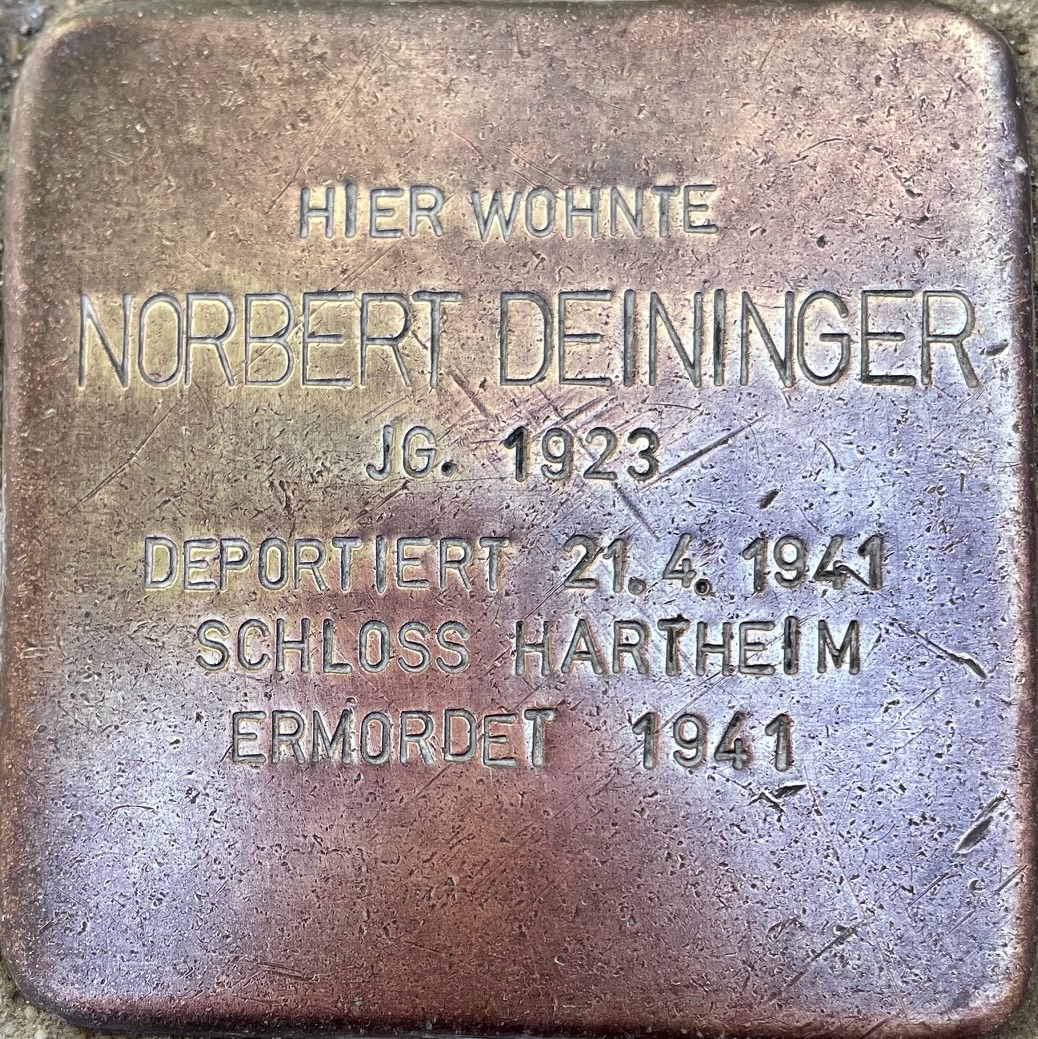 HIER WOHNTE
NORBERT DEININGER
JG. 1923
DEPORTIERT 21.4.1941
SCHLOSS HARTHEIM
ERMORDET 1941